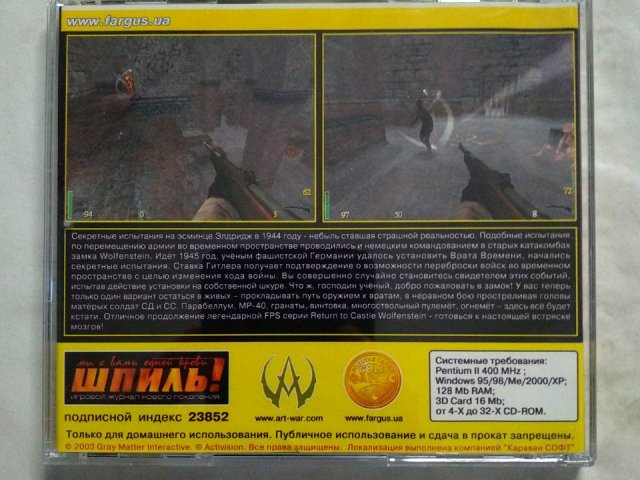 www.fargus.ua
62
94 0 3
97 50 8
Секретные испытания на эсминце Элдридж в 1944 году - небыль ставшая страшной реальностью. Подобные испытания
по перемещению армии во временном пространстве проводились и немецким командованием в старых катакомбах
замка Wolfenstein. Идёт 1945 год, учёным фашистской Германии удалось установить Врата Времени, начались
секретные испытания. Ставка Гитлера получает подтверждение о возможности переброски войск во временном
пространстве с целью изменения хода войны. Вы совершенно случайно становитесь свидетелем этих событий,
испытав действие установки на собственной шкуре. Что ж, господин учёный, добро пожаловать в замок! У вас теперь
только один вариант остаться в живых – прокладывать путь оружием к вратам, в неравном бою простреливая головы
матёрых солдат СД и СС. Парабеллум, МР-40, гранаты, винтовка, многоствольный пулемёт, огнемёт – здесь всё будет
кстати. Отличное продолжение легендарной FPS серии Return to Castle Wolfenstein - готовься к настоящей встряске
мозгов!
мы с вами одной крови
ШПИЛЬ!
игровой журнал нового поколения
подписной индекс 23852
www.art-war.com
www.fargus.ua
Системные требования:
Pentium II 400 MHz ;
Windows 95/98/Me/2000/XP;
128 Mb RAM;
3D Card 16 Mb;
от 4-X до 32-X CD-ROM.
Только для домашнего использования. Публичное использование и сдача в прокат запрещены.
© 2003 Gray Matter Interactive. © Activision. Все права защищены. Локализация выполнена компанией "Караван СОФТ"